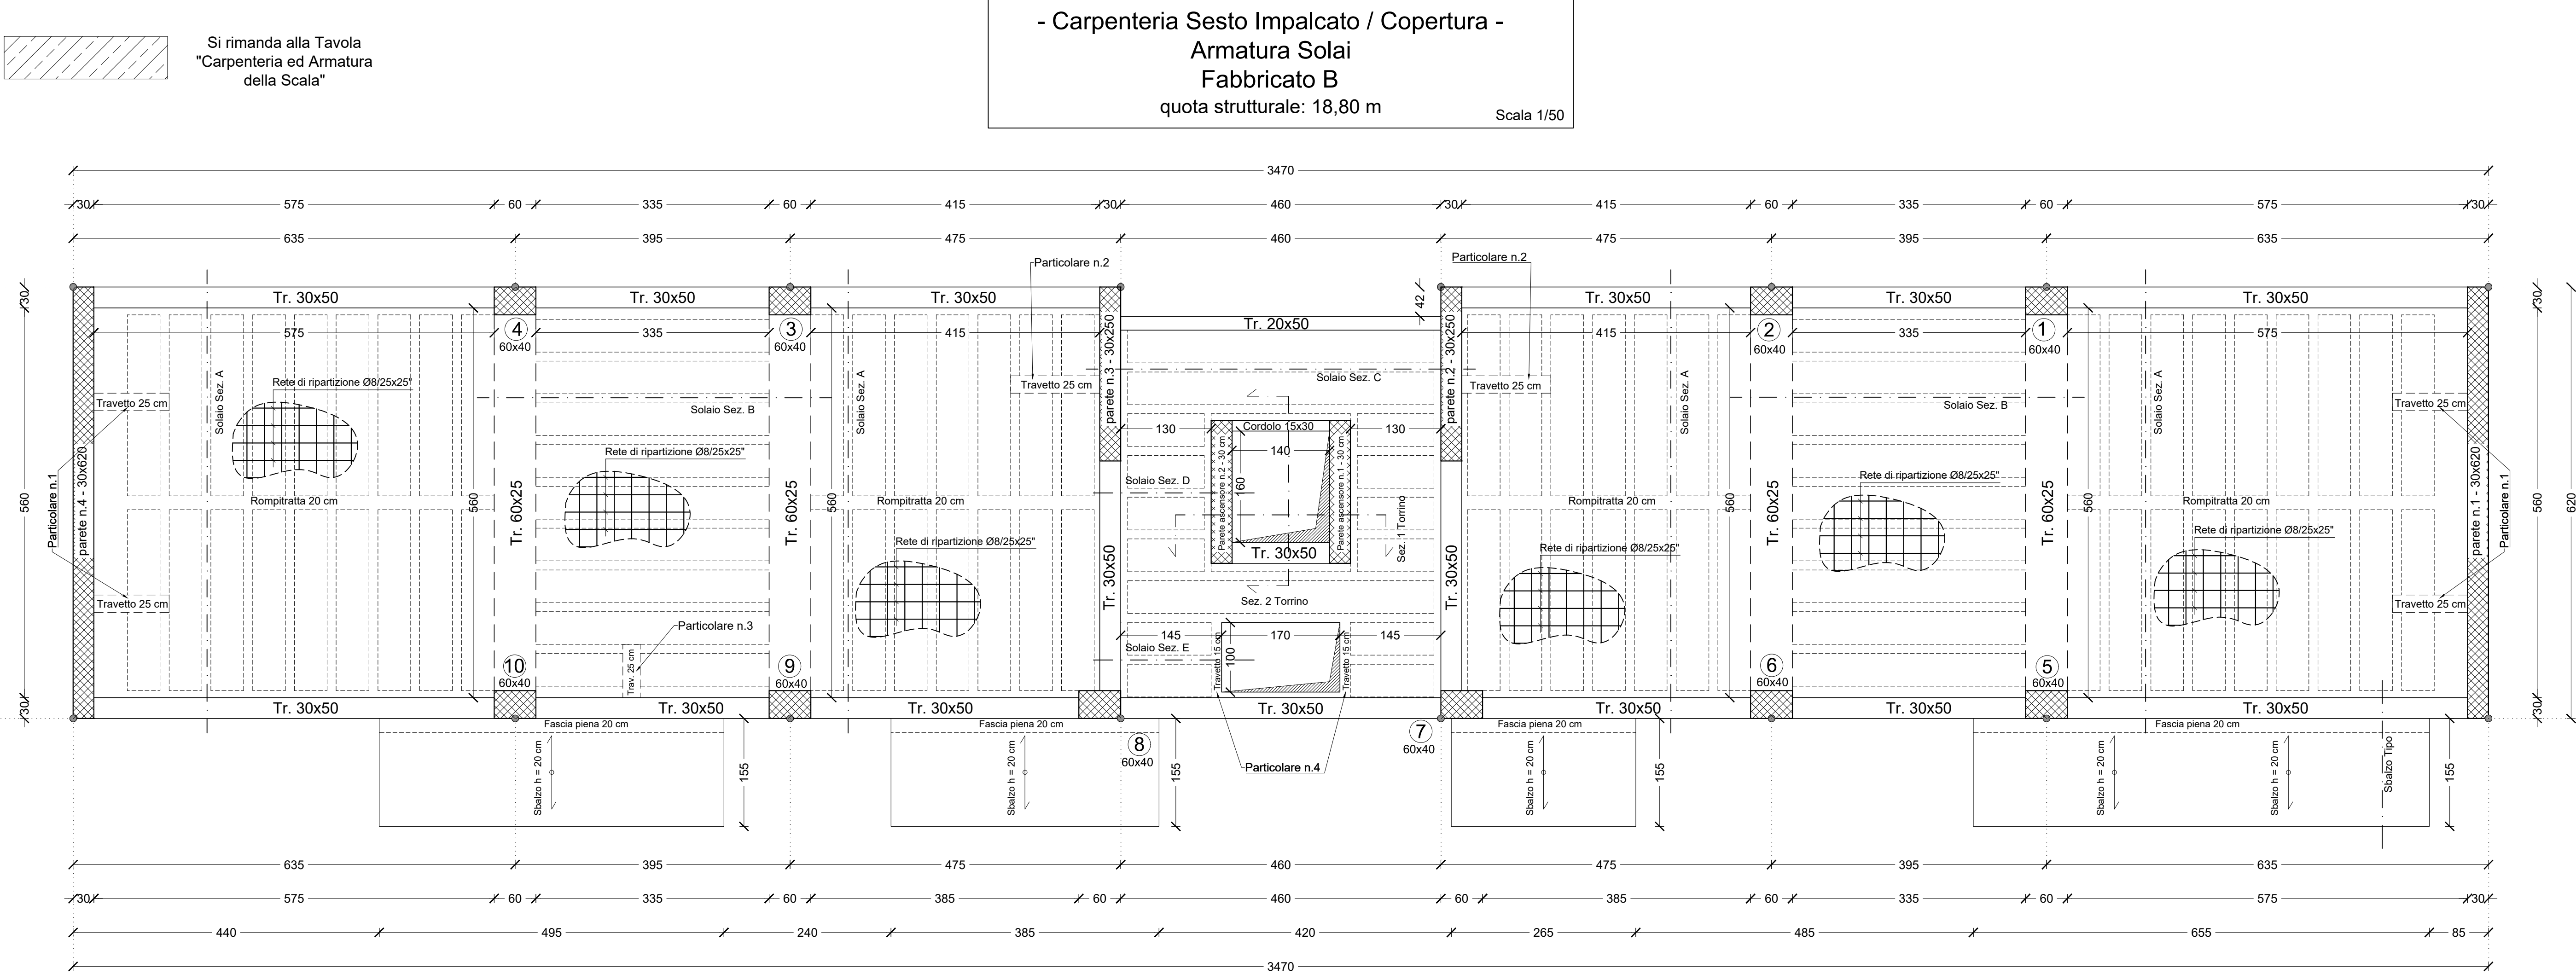 - Carpenteria Sesto Impalcato / Copertura -
Armatura Solai
Fabbricato B
quota strutturale: 18,80 m
Scala 1/50
Si rimanda alla Tavola
"Carpenteria ed Armatura
della Scala"
3470
30 575 60 335 60 415 30 460 30 415 60 335 60 575 30
635 395 475 460 475 395 635
Particolare n.2
Particolare n.2
30
42
30
Tr. 30x50
Tr. 30x50
Tr. 30x50
Tr. 20x50
Tr. 30x50
Tr. 30x50
Tr. 30x50
575
4
60x40
335
3
60x40
415
415
2
60x40
335
1
60x40
575
parete n.3 - 30x250
parete n.2 - 30x250
Solaio Sez. A
Solaio Sez. A
Solaio Sez. A
Solaio Sez. A
Rete di ripartizione Ø8/25x25"
Travetto 25 cm
Travetto 25 cm
Solaio Sez. C
Travetto 25 cm
Travetto 25 cm
Solaio Sez. B
Solaio Sez. B
130
Cordolo 15x30
130
140
160
Parete ascensore n.2 - 30 cm
Parete ascensore n.1 - 30 cm
Rete di ripartizione Ø8/25x25"
Rete di ripartizione Ø8/25x25"
Solaio Sez. D
560
Particolare n.1
parete n.4 - 30x620
Rompitratta 20 cm
560
Tr. 60x25
Tr. 60x25
560
Rompitratta 20 cm
Sez. 1 Torrino
Rompitratta 20 cm
560
Tr. 60x25
Tr. 60x25
560
Rompitratta 20 cm
parete n.1 - 30x620
Particolare n.1
560
620
Rete di ripartizione Ø8/25x25"
Rete di ripartizione Ø8/25x25"
Rete di ripartizione Ø8/25x25"
Tr. 30x50
Tr. 30x50
Tr. 30x50
Travetto 25 cm
Sez. 2 Torrino
Travetto 25 cm
Particolare n.3
Trav. 25 cm
145
170
145
Solaio Sez. E
Travetto 15 cm
100
Travetto 15 cm
10
60x40
9
60x40
6
60x40
5
60x40
30
Tr. 30x50
Tr. 30x50
Tr. 30x50
Tr. 30x50
Tr. 30x50
Tr. 30x50
Tr. 30x50
30
Fascia piena 20 cm
Fascia piena 20 cm
Fascia piena 20 cm
Fascia piena 20 cm
8
60x40
7
60x40
Sbalzo h = 20 cm
155
Sbalzo h = 20 cm
155
Particolare n.4
Sbalzo h = 20 cm
155
Sbalzo h = 20 cm
Sbalzo h = 20 cm
Sbalzo Tipo
155
635 395 475 460 475 395 635
30 575 60 335 60 385 60 460 60 385 60 335 60 575 30
440 495 240 385 420 265 485 655 85
3470